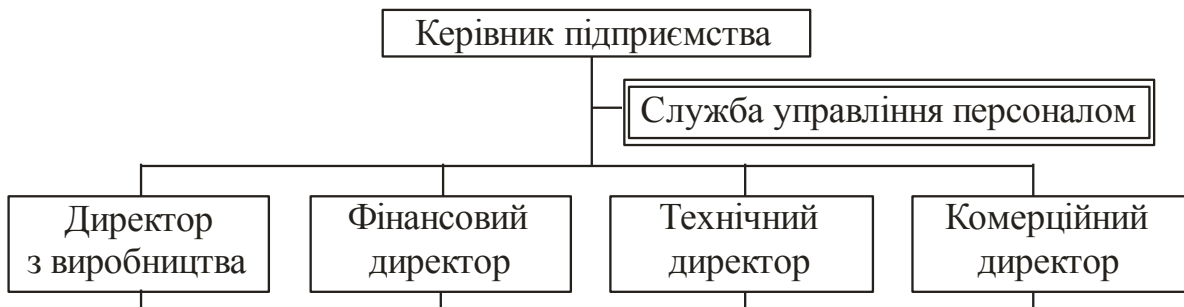 Керівник підприємства
Служба управління персоналом
Директор
з виробництва
Фінансовий
директор
Технічний
директор
Комерційний
директор